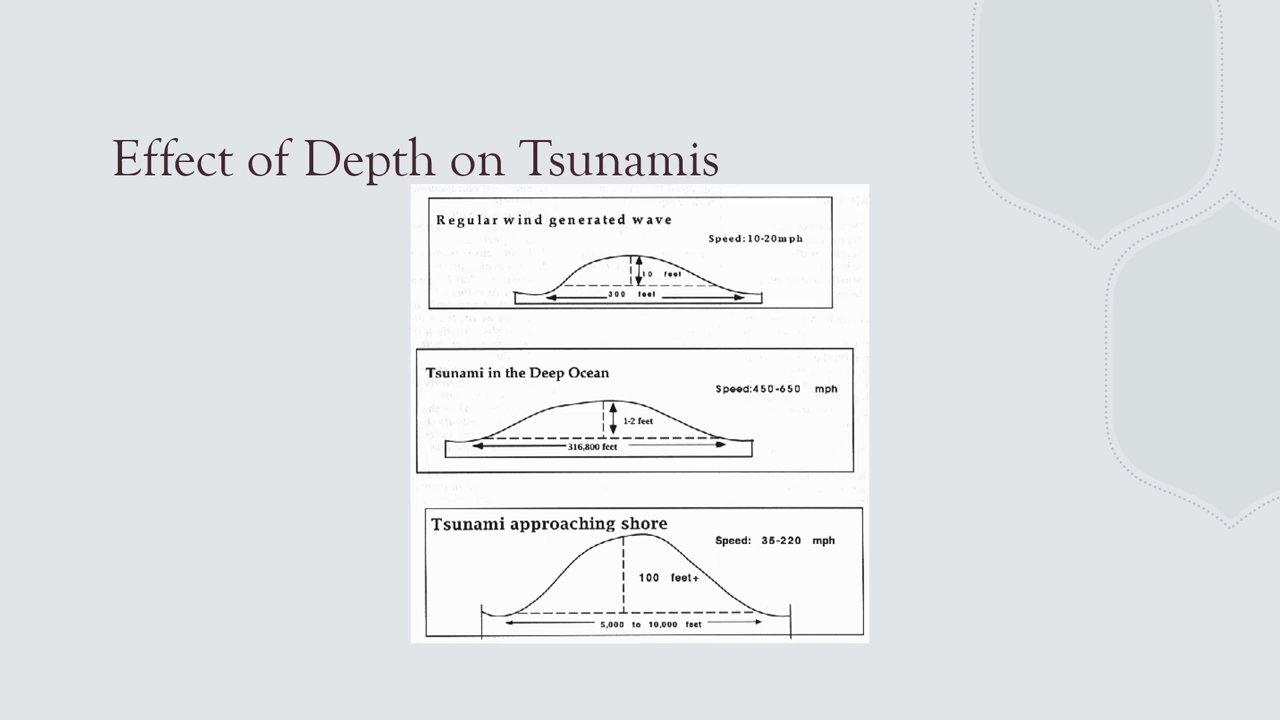 Effect of Depth on Tsunamis
Regular wind generated wave
Speed:10-20mph
10 feet
300 feet
Tsunami in the Deep Ocean
Speed:450-650 mph
1-2 feet
316,800 feet
Tsunami approaching shore
Speed: 35-220 mph
100 feet+
5,000 to 10,000 feet